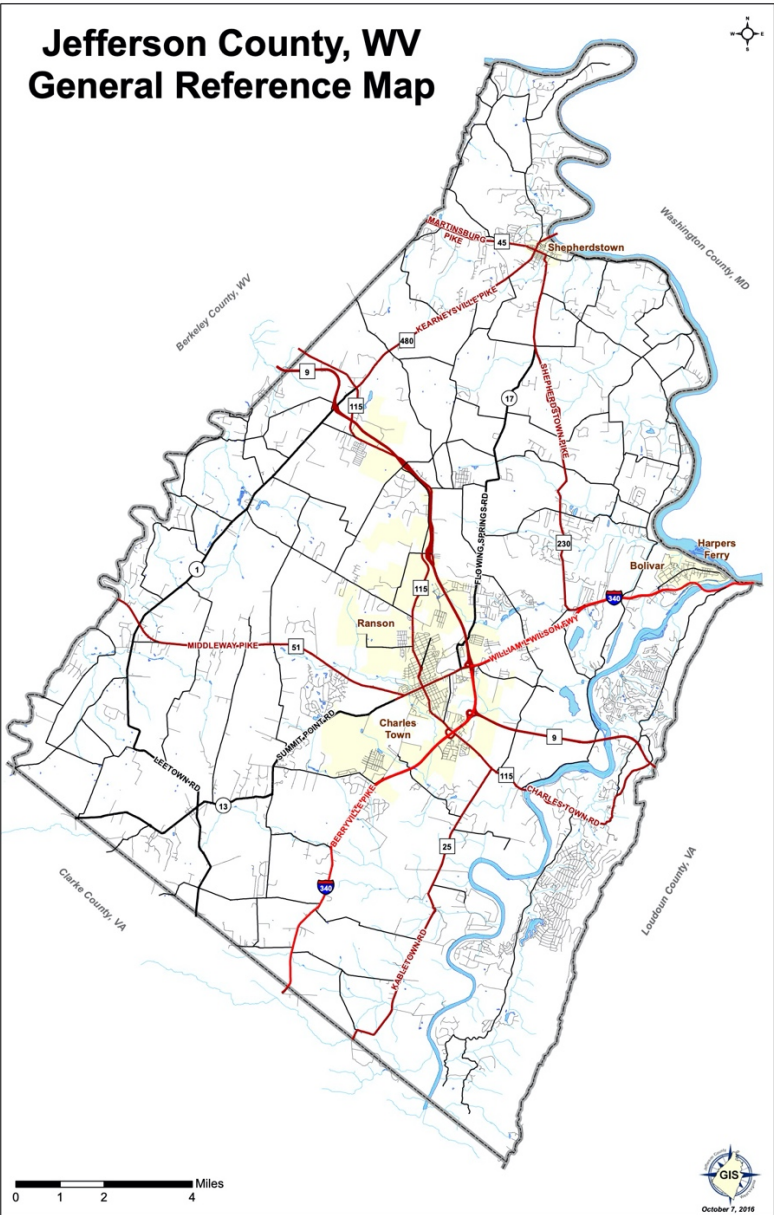 Jefferson County, WV
General Reference Map
N
W
E
S
Washington County, MD
MARTINSBURG
PIKE
45
Shepherdstown
Berkeley County, WV
KEARNEYSVILLE PIKE
480
9
115
17
SHEPHERDSTOWN PIKE
FLOWING SPRINGS RD
230
Harpers
Ferry
Bolivar
1
115
340
Ranson
MIDDLEWAY PIKE
51
WILLIAM L WILSON FWY
Charles
Town
SUMMIT POINT RD
9
LEETOWN RD
13
115
CHARLES TOWN RD
BERRYVILLE PIKE
25
340
Clarke County, VA
Loudoun County, VA
KABLETOWN RD
Miles
0 1 2 4
GIS
October 7, 2016